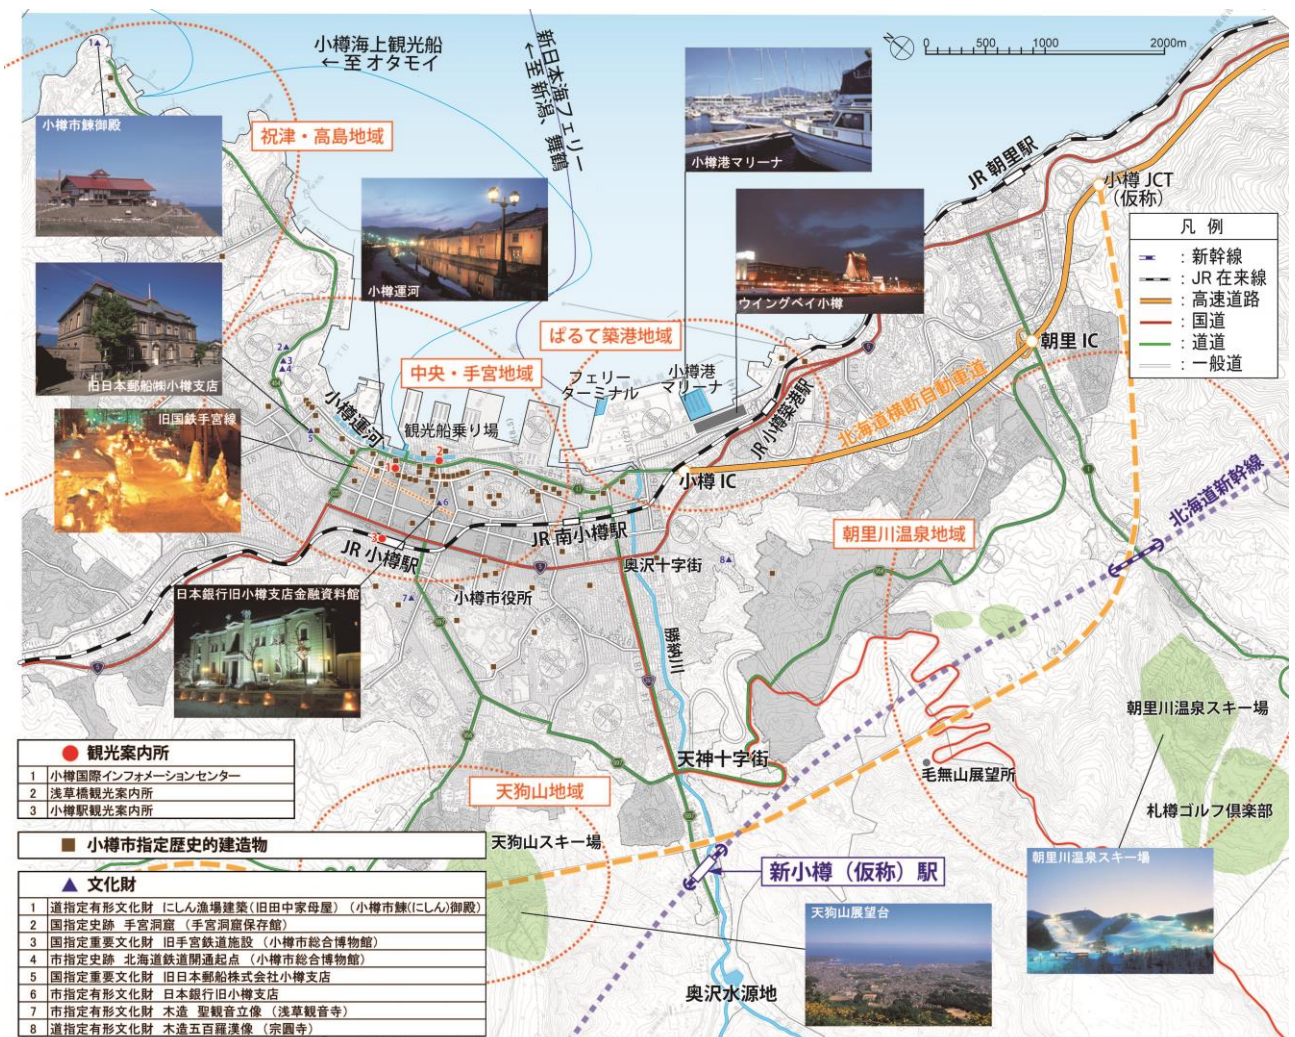 小樽海上観光船
← 至 オタモイ
新日本海フェリー
← 至 新潟、舞鶴
N
0 500 1000 2000m
小樽市鰊御殿
祝津・高島地域
小樽港マリーナ
JR 朝里駅
小樽 JCT
(仮称)
凡 例
：新幹線
：JR 在来線
：高速道路
：国道
：道道
：一般道
小樽運河
ウイングベイ小樽
旧日本郵船㈱小樽支店
ぱるて築港地域
中央・手宮地域
フェリー
ターミナル
小樽港
マリーナ
朝里 IC
北海道横断自動車道
JR 小樽築港駅
旧国鉄手宮線
小樽運河
観光船乗り場
小樽 IC
北海道新幹線
JR 南小樽駅
JR 小樽駅
朝里川温泉地域
奥沢十字街
日本銀行旧小樽支店金融資料館
小樽市役所
勝納川
朝里川温泉スキー場
天神十字街
毛無山展望所
札樽ゴルフ倶楽部
天狗山地域
天狗山スキー場
新小樽（仮称）駅
朝里川温泉スキー場
天狗山展望台
奥沢水源地
観光案内所
1 小樽国際インフォメーションセンター
2 浅草橋観光案内所
3 小樽駅観光案内所
小樽市指定歴史的建造物
文化財
1 道指定有形文化財 にしん漁場建築(旧田中家母屋) (小樽市鰊(にしん)御殿)
2 国指定史跡 手宮洞窟 (手宮洞窟保存館)
3 国指定重要文化財 旧手宮鉄道施設 (小樽市総合博物館)
4 市指定史跡 北海道鉄道開通起点 (小樽市総合博物館)
5 国指定重要文化財 旧日本郵船株式会社小樽支店
6 市指定有形文化財 日本銀行旧小樽支店
7 市指定有形文化財 木造 聖観音立像 (浅草観音寺)
8 道指定有形文化財 木造五百羅漢像 (宗圓寺)